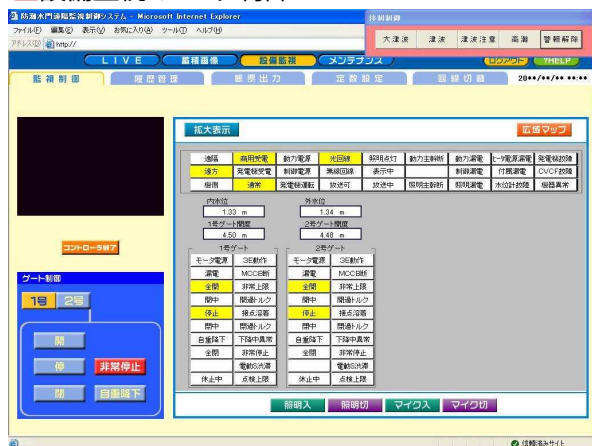 防潮水門遠隔監視制御システム - Microsoft Internet Explorer
体制制御
ファイル(F) 編集(E) 表示(V) お気に入り(A) ツール(T) ヘルプ(H)
大津波 津波 津波注意 高潮 警報解除
アドレス(D) http://
LIVE 蓄積画像 設備監視 メンテナンス ログアウト ?HELP
監視制御 履歴管理 帳票出力 定数設定 回線切替 20**/**/** **:**
拡大表示 広域マップ
遠隔 商用受電 動力電源 光回線 照明点灯 動力主幹断 動力漏電 ヒータ電源漏電 発電機故障
遠方 発電機受電 制御電源 無線回線 表示中 制御漏電 付属漏電 CVCF故障
機側 通常 発電機運転 放送可 放送中 照明主幹断 照明漏電 水位計故障 機器異常
内水位 外水位
1.33 m 1.34 m
1号ゲート開度 2号ゲート開度
4.50 m 4.48 m
1号ゲート 2号ゲート
モータ電源 3E動作 モータ電源 3E動作
漏電 MCCB断 漏電 MCCB断
全開 非常上限 全開 非常上限
開中 開過トルク 開中 開過トルク
停止 接点溶着 停止 接点溶着
閉中 閉過トルク 閉中 閉過トルク
自重降下 下降中異常 自重降下 下降中異常
全閉 非常停止 全閉 非常停止
電動S渋滞 電動S渋滞
休止中 点検上限 休止中 点検上限
コントローラ終了
ゲート制御
1号 2号
開
停 非常停止
閉 自重降下
照明入 照明切 マイク入 マイク切
信頼済みサイト